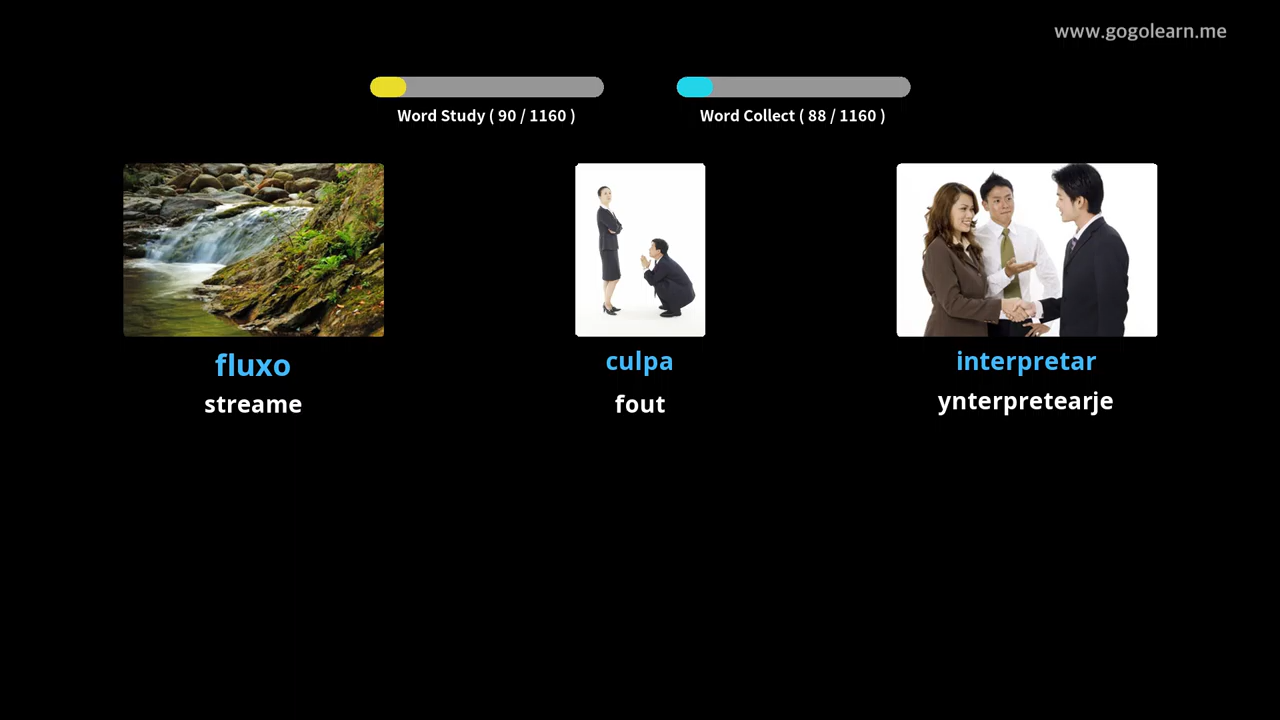 www.gogolearn.me
Word Study ( 90 / 1160 )
Word Collect ( 88 / 1160 )
fluxo
streame
culpa
fout
interpretar
ynterpretearje